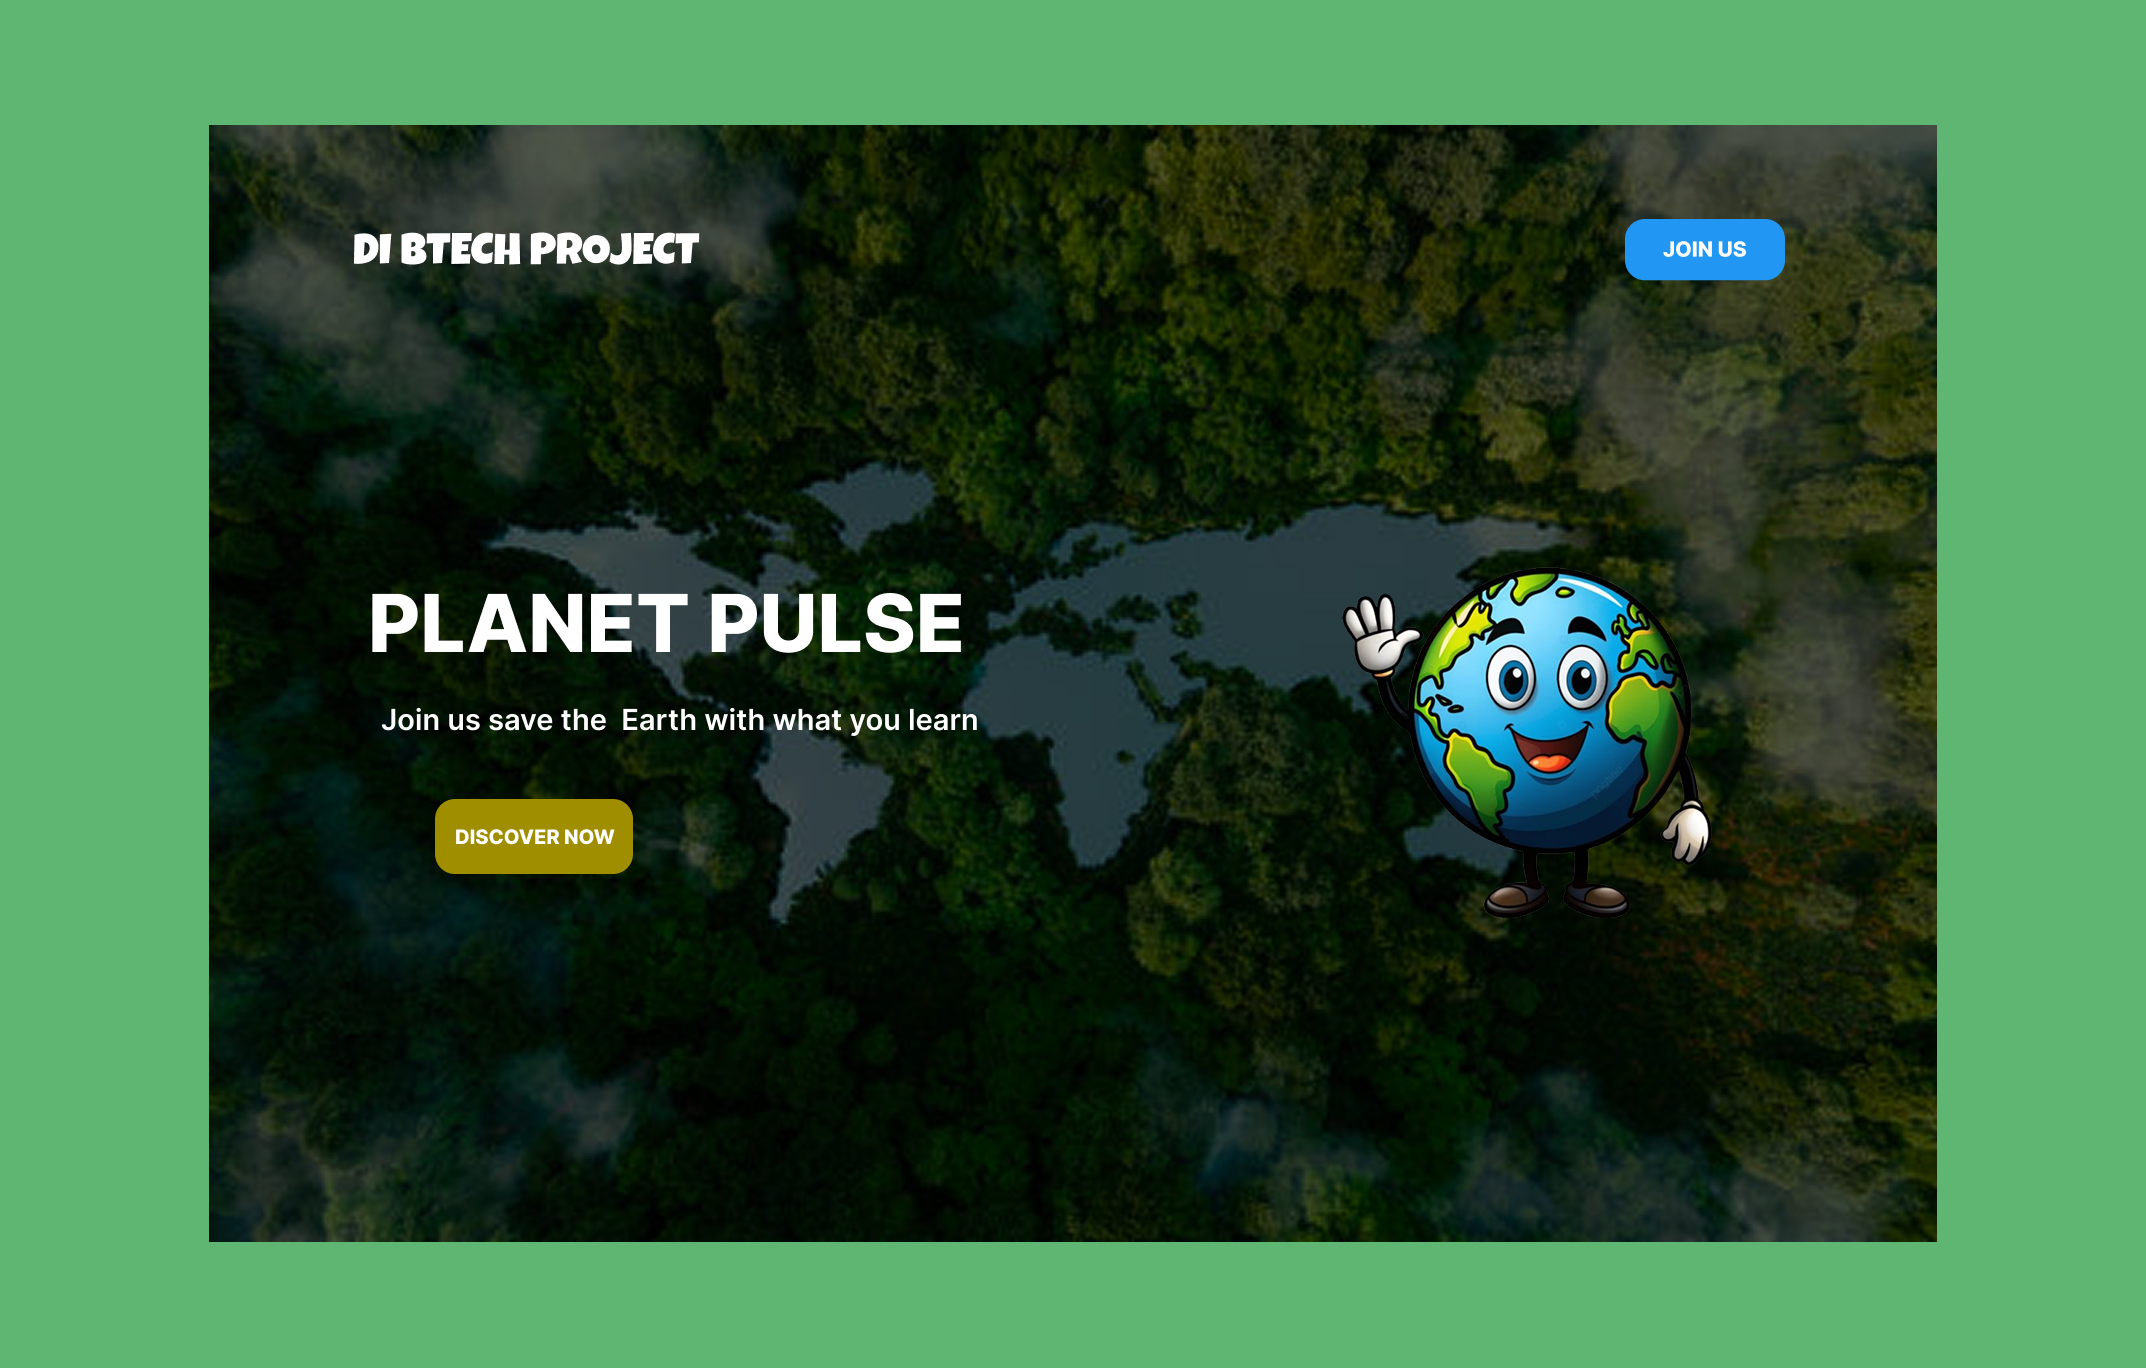 DI BTECH PROJECT
JOIN US
PLANET PULSE
Join us save the  Earth with what you learn
DISCOVER NOW